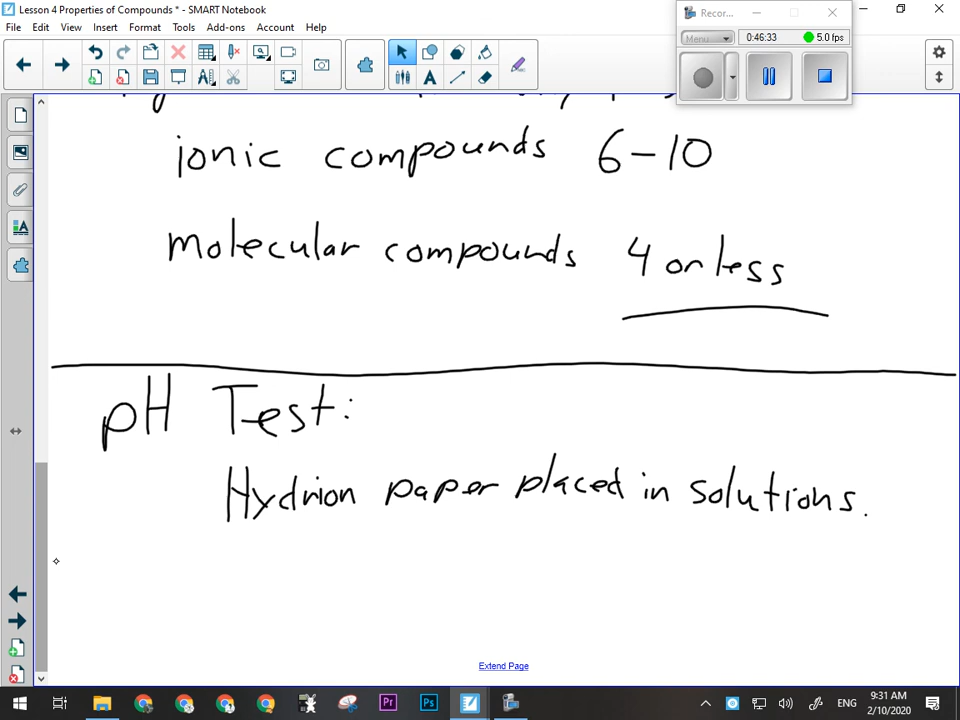 Lesson 4 Properties of Compounds * - SMART Notebook
File Edit View Insert Format Tools Add-ons Account Help
Recor...
Menu 0:46:33 5.0 fps
ionic compounds 6-10
molecular compounds 4 or less
pH Test:
Hydrion paper placed in solutions.
Extend Page
Pr Ps ENG 9:31 AM
2/10/2020